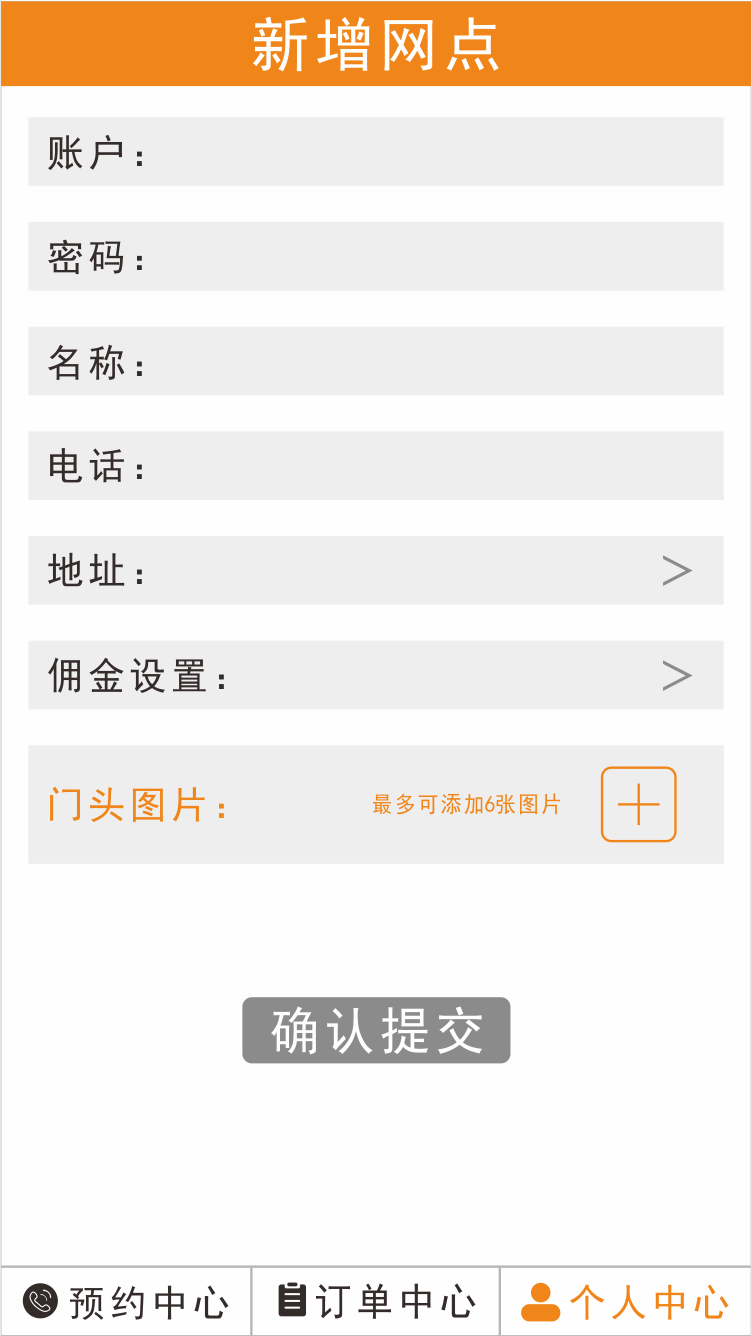 新增网点
账户：
密码：
名称：
电话：
地址： >
佣金设置： >
门头图片： 最多可添加6张图片
确认提交
预约中心 订单中心 个人中心